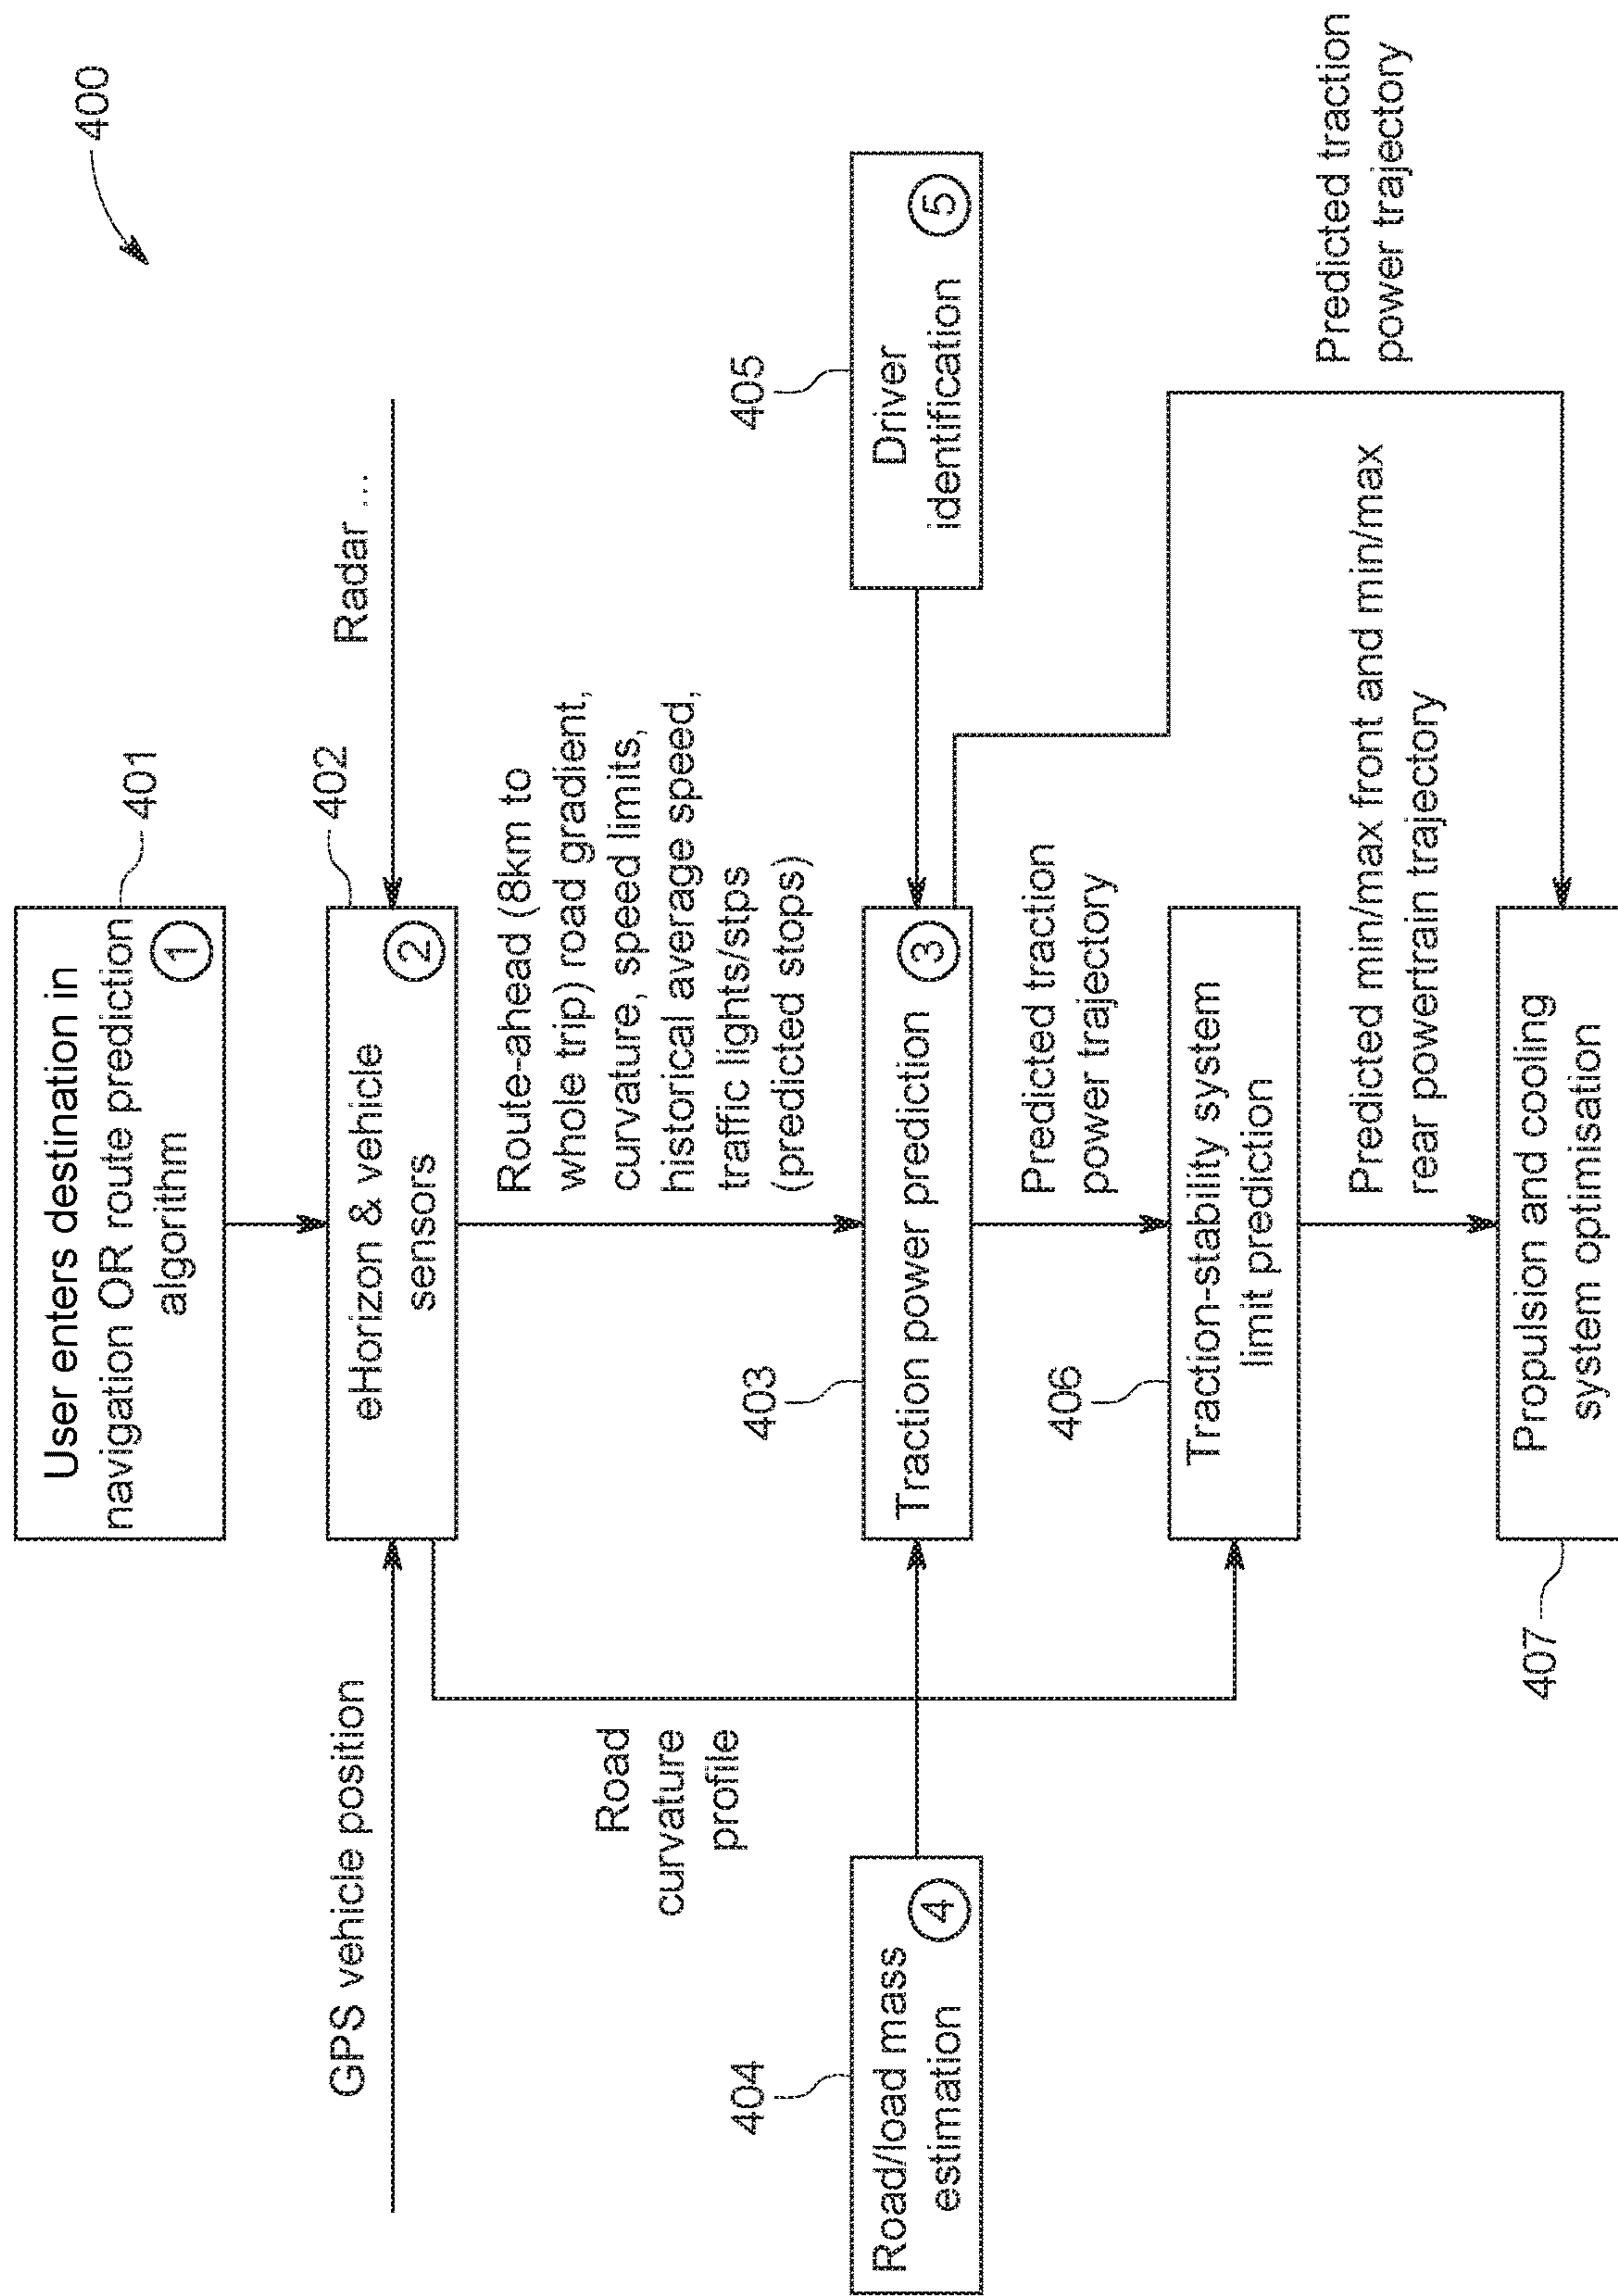 400
User enters destination in
navigation OR route prediction
algorithm
1
401
GPS vehicle position
eHorizon & vehicle
sensors
2
402
Radar ...
Road
curvature
profile
Route-ahead (8km to
whole trip) road gradient,
curvature, speed limits,
historical average speed,
traffic lights/stps
(predicted stops)
404
Road/load mass
estimation
4
403
Traction power prediction
3
405
Driver
identification
5
Predicted traction
power trajectory
406
Traction-stability system
limit prediction
Predicted min/max front and min/max
rear powertrain trajectory
Predicted traction
power trajectory
407
Propulsion and cooling
system optimisation